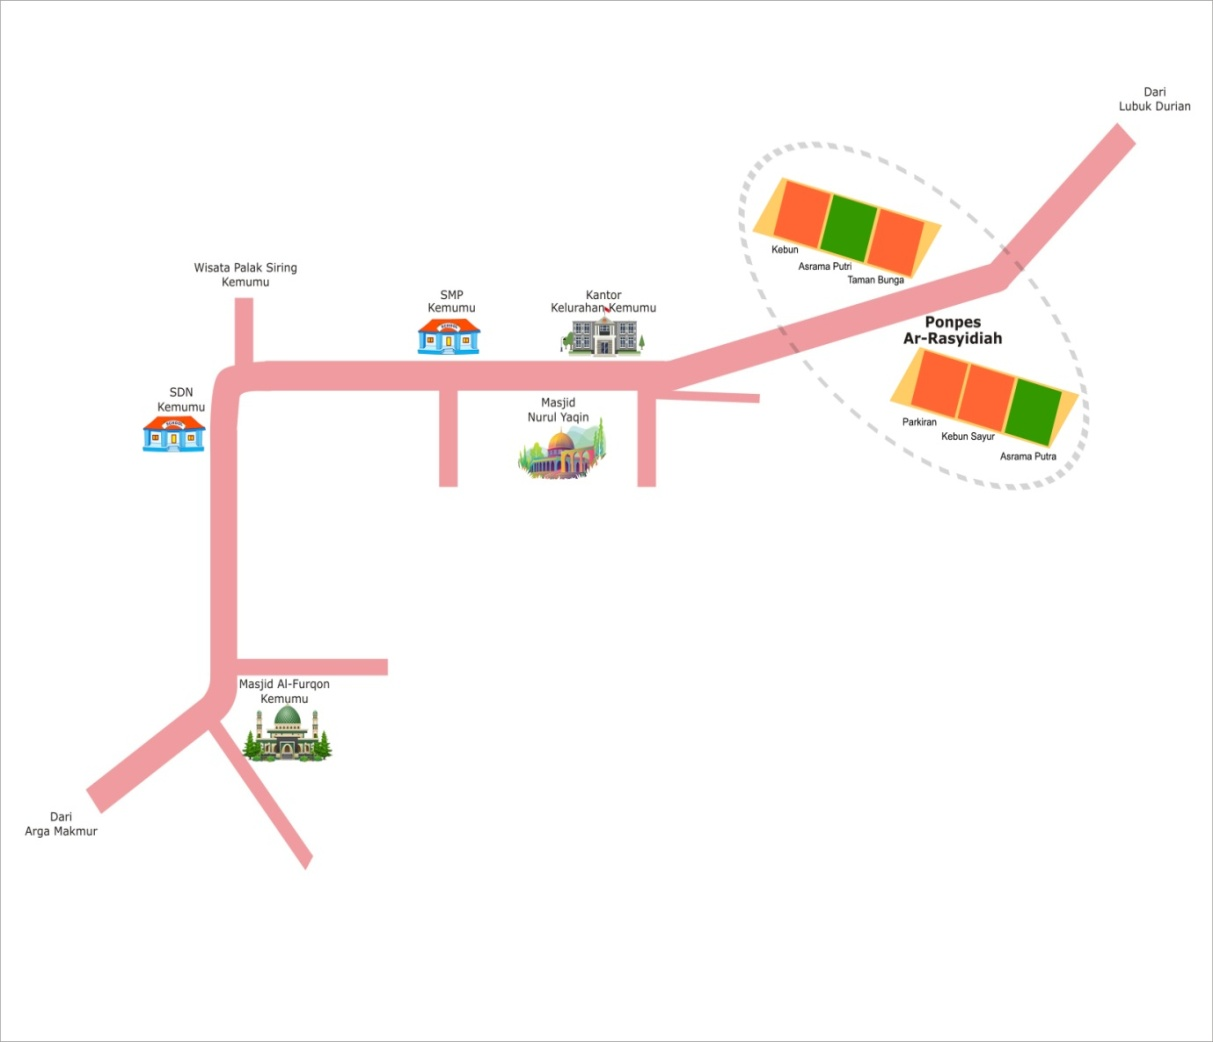 Dari
Lubuk Durian
Kebun
Asrama Putri
Taman Bunga
Wisata Palak Siring
Kemumu
SMP
Kemumu
Kantor
Kelurahan Kemumu
Ponpes
Ar-Rasyidiah
SDN
Kemumu
Masjid
Nurul Yaqin
Parkiran
Kebun Sayur
Asrama Putra
Masjid Al-Furqon
Kemumu
Dari
Arga Makmur